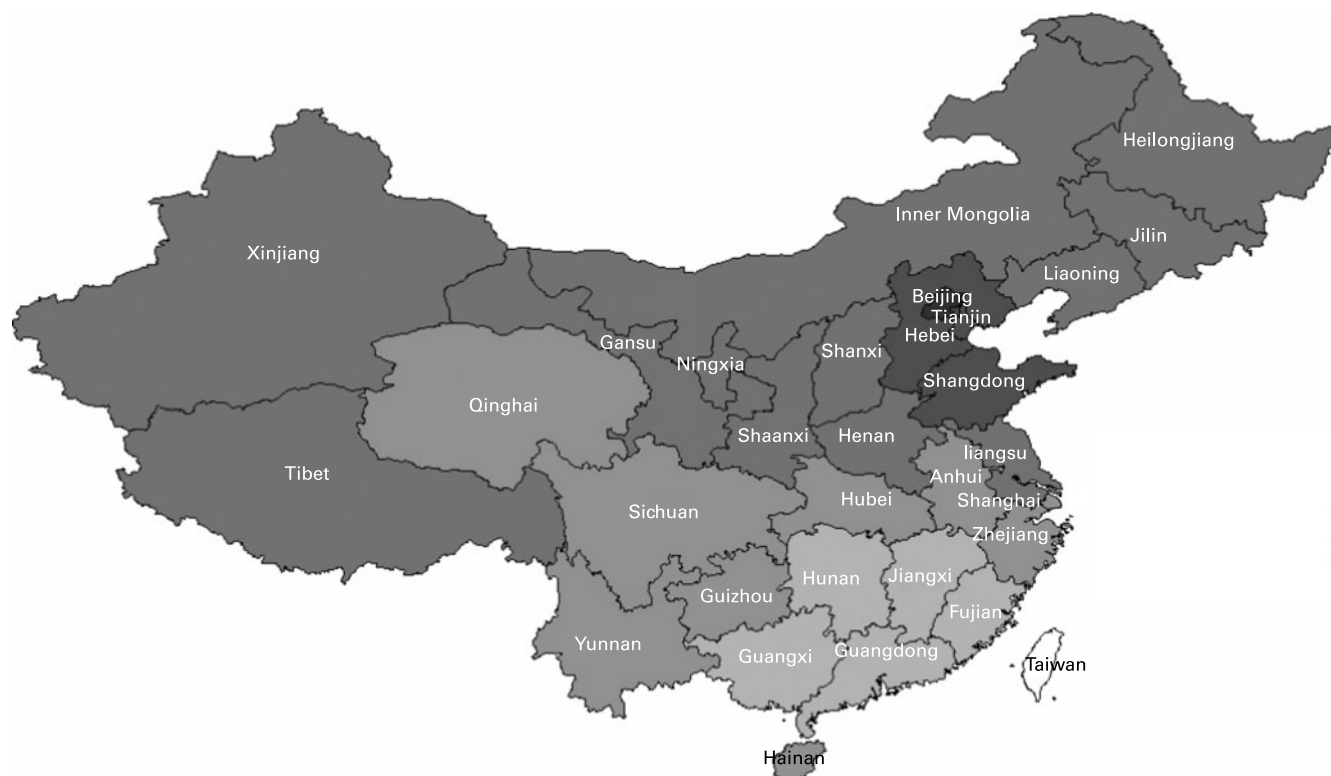 Heilongjiang
Inner Mongolia
Jilin
Xinjiang
Liaoning
Beijing
Tianjin
Hebei
Gansu
Ningxia
Shanxi
Shangdong
Qinghai
Shaanxi
Henan
Iiangsu
Tibet
Anhui
Hubei
Shanghai
Sichuan
Zhejiang
Hunan
Jiangxi
Guizhou
Fujian
Yunnan
Guangxi
Guangdong
Taiwan
Hainan